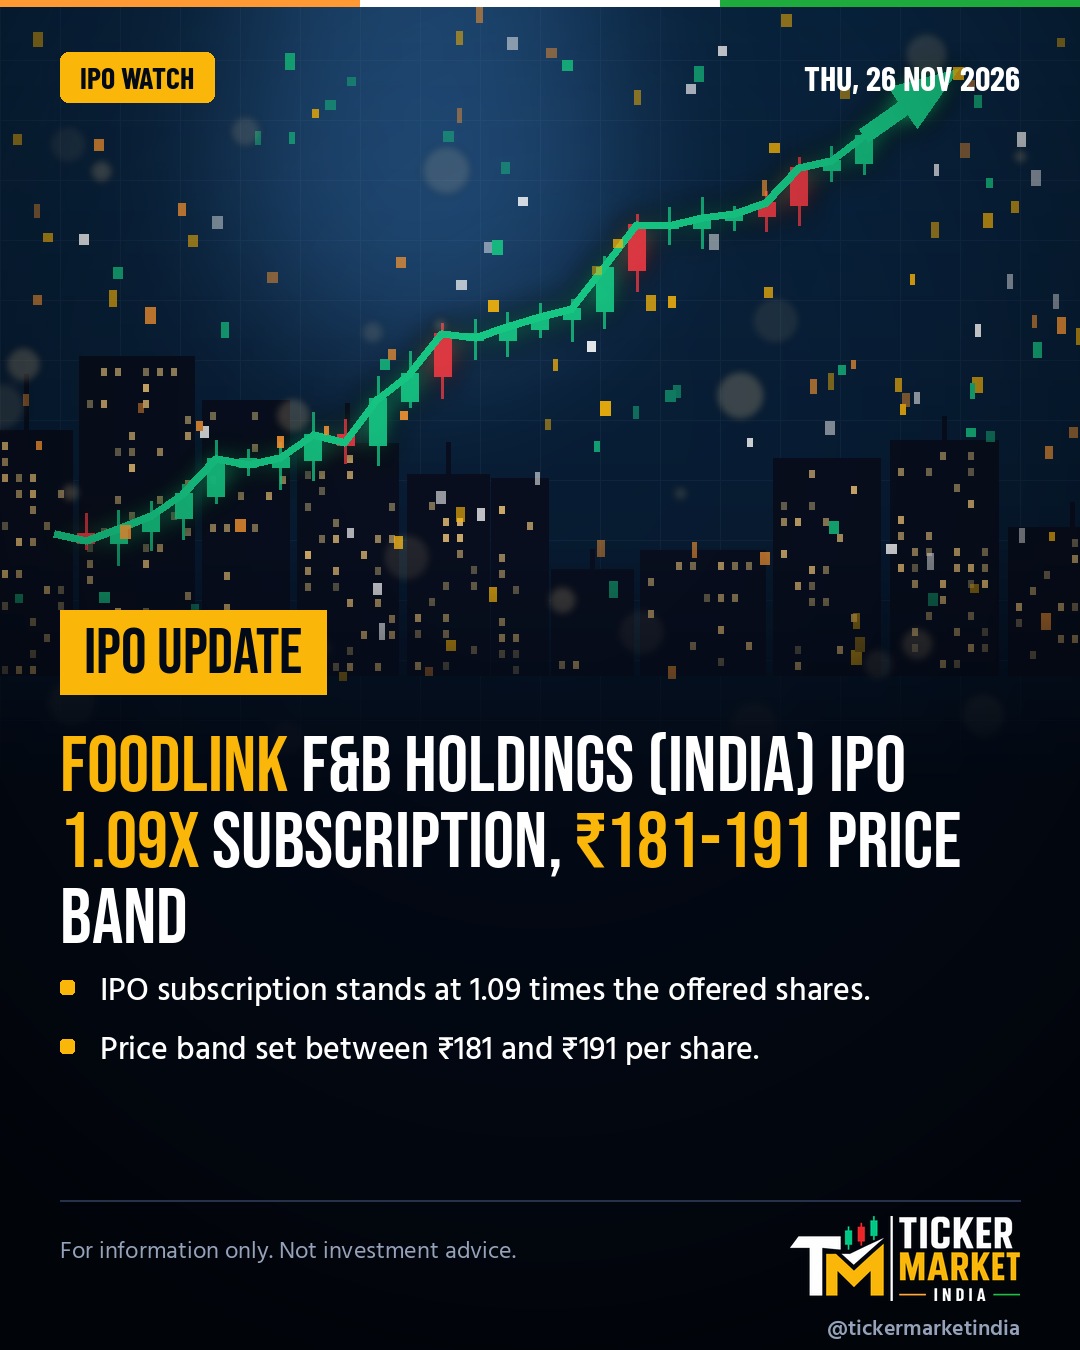 IPO WATCH
THU, 26 NOV 2026
IPO UPDATE
FOODLINK F&B HOLDINGS (INDIA) IPO
1.09X SUBSCRIPTION, ₹181-191 PRICE
BAND
IPO subscription stands at 1.09 times the offered shares.
Price band set between ₹181 and ₹191 per share.
For information only. Not investment advice.
TM
TICKER
MARKET
INDIA
@tickermarketindia